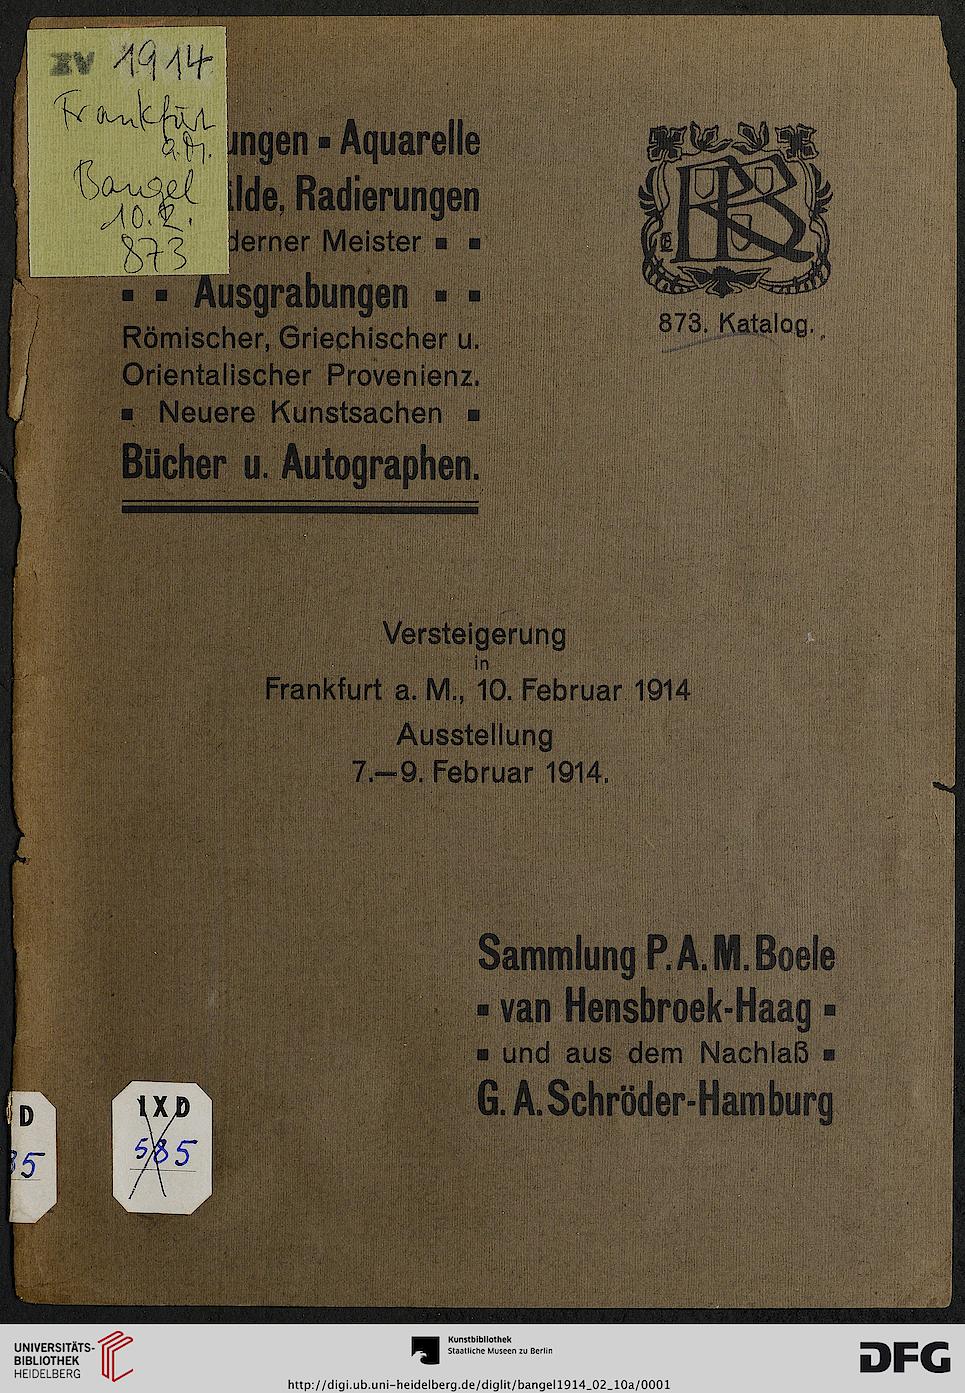 ZV 1914
Frankfurt
a.M.
Bangel
10.2.
873
ungen ▪ Aquarelle
älde, Radierungen
derner Meister ▪ ▪
▪ ▪ Ausgrabungen ▪ ▪
Römischer, Griechischer u.
Orientalischer Provenienz.
▪ Neuere Kunstsachen ▪
Bücher u. Autographen.
873. Katalog.
Versteigerung
in
Frankfurt a. M., 10. Februar 1914
Ausstellung
7.—9. Februar 1914.
Sammlung P. A. M. Boele
▪ van Hensbroek-Haag ▪
▪ und aus dem Nachlaß ▪
G. A. Schröder-Hamburg
D
35
IXD
585
UNIVERSITÄTS-
BIBLIOTHEK
HEIDELBERG
Kunstbibliothek
Staatliche Museen zu Berlin
DFG
http://digi.ub.uni-heidelberg.de/diglit/bangel1914_02_10a/0001